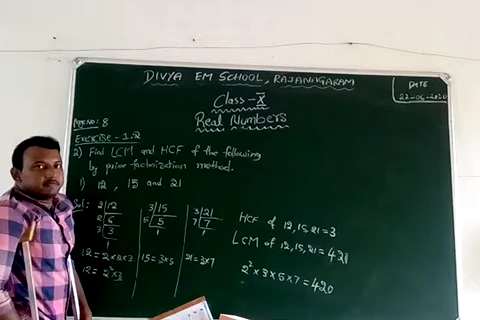 DIVYA EM SCHOOL, RAJANAGARAM
DATE
22-06-2020
Class-X
PAGE NO: 8
Real Numbers
Exercise-1.2
2) Find LCM and HCF of the following
by prime factorization method.
1) 12, 15 and 21
Sol:
2|12
2|6
3|3
1
3|15
5|5
1
3|21
7|7
1
12 = 2×2×3
12 = 2²×3
15 = 3×5
21 = 3×7
HCF of 12,15,21 = 3
LCM of 12,15,21 = 420
2²×3×5×7 = 420